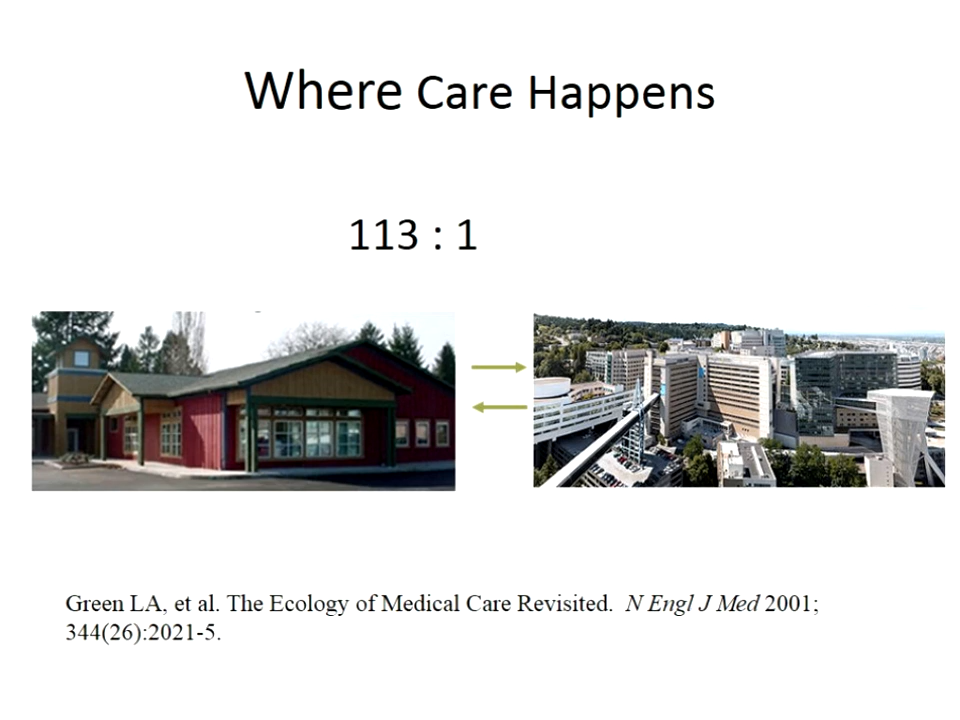 Where Care Happens
113 : 1
Green LA, et al. The Ecology of Medical Care Revisited. N Engl J Med 2001;
344(26):2021-5.